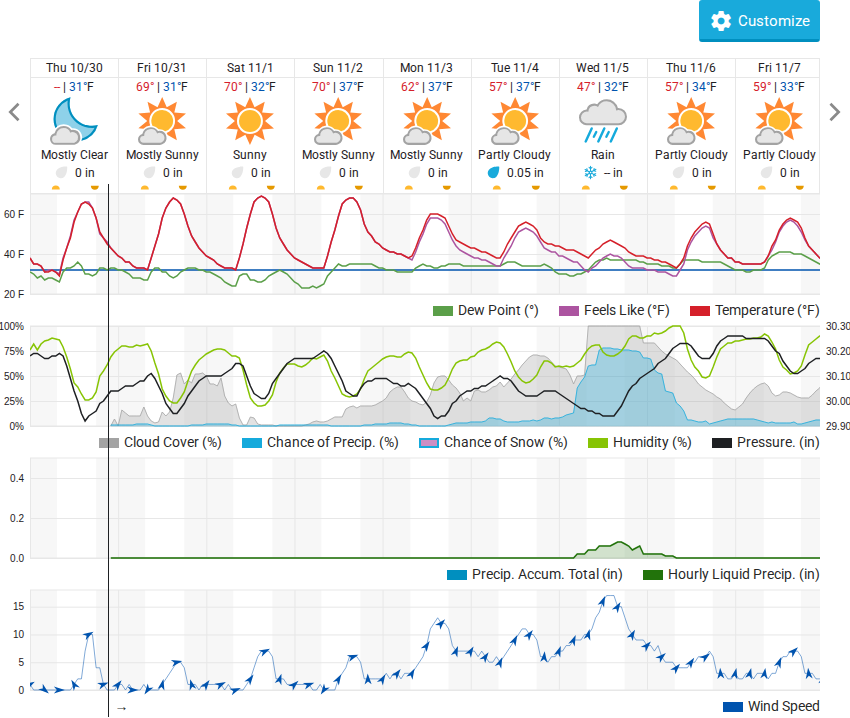 Customize
Thu 10/30 Fri 10/31 Sat 11/1 Sun 11/2 Mon 11/3 Tue 11/4 Wed 11/5 Thu 11/6 Fri 11/7
-- | 31°F 69° | 31°F 70° | 32°F 70° | 37°F 62° | 37°F 57° | 37°F 47° | 32°F 57° | 34°F 59° | 33°F
Mostly Clear Mostly Sunny Sunny Mostly Sunny Mostly Sunny Partly Cloudy Rain Partly Cloudy Partly Cloudy
0 in 0 in 0 in 0 in 0 in 0.05 in -- in 0 in 0 in
60 F
40 F
20 F
Dew Point (°) Feels Like (°F) Temperature (°F)
100% 30.30
75% 30.20
50% 30.10
25% 30.00
0% 29.90
Cloud Cover (%) Chance of Precip. (%) Chance of Snow (%) Humidity (%) Pressure. (in)
0.4
0.2
0.0
Precip. Accum. Total (in) Hourly Liquid Precip. (in)
15
10
5
0
→
Wind Speed